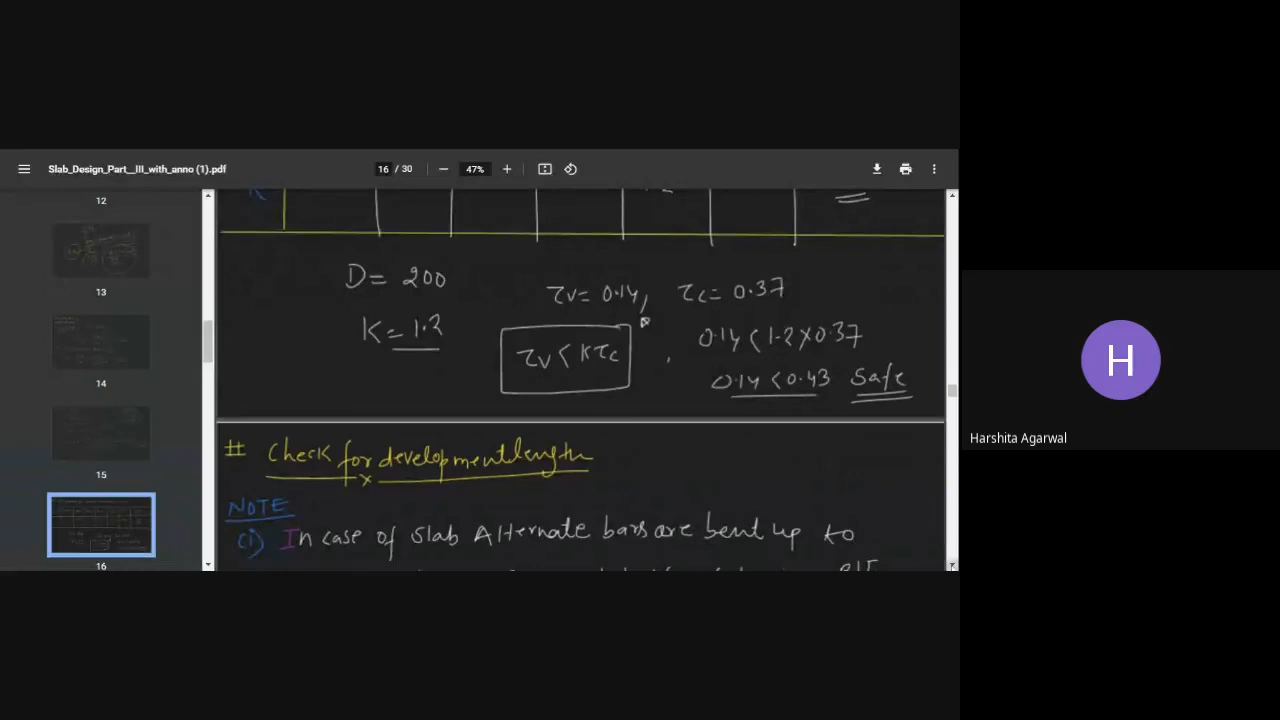 Slab_Design_Part__III_with_anno (1).pdf
16 / 30
47%
12
13
14
15
16
K
D = 200
K = 1.2
τv = 0.14, τc = 0.37
τv < Kτc
0.14 < 1.2 × 0.37
0.14 < 0.43 Safe
# Check for development length
NOTE
(i) In case of Slab Alternate bars are bent up to
H
Harshita Agarwal